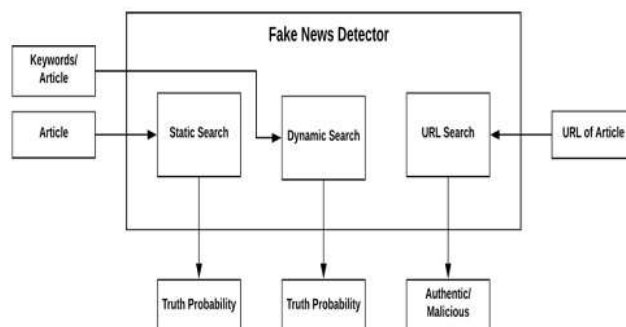 Fake News Detector
Keywords/
Article
Article
Static Search
Dynamic Search
URL Search
URL of Article
Truth Probability
Truth Probability
Authentic/
Malicious